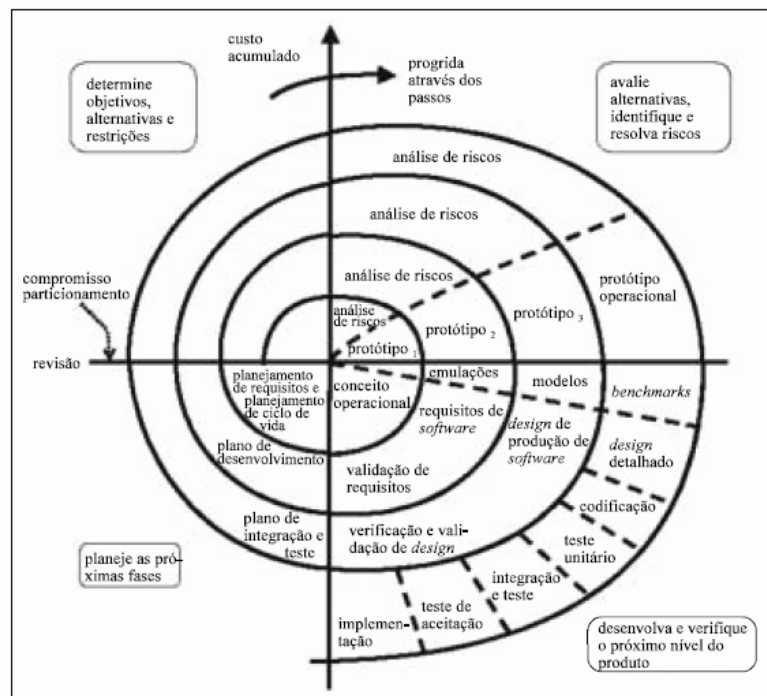 custo
acumulado
progrida
através dos
passos
determine
objetivos,
alternativas e
restrições
avalie
alternativas,
identifique e
resolva riscos
análise de riscos
análise de riscos
análise de riscos
análise
de riscos
compromisso
particionamento
revisão
protótipo 1
protótipo 2
protótipo 3
protótipo
operacional
planejamento
de requisitos e
planejamento
de ciclo de
vida
conceito
operacional
emulações
modelos
benchmarks
requisitos de
software
design de
produção de
software
design
detalhado
plano de
desenvolvimento
validação de
requisitos
codificação
plano de
integração e
teste
verificação e vali-
dação de design
teste
unitário
integração
e teste
teste de
aceitação
implemen-
tação
planeje as pró-
ximas fases
desenvolva e verifique
o próximo nível do
produto